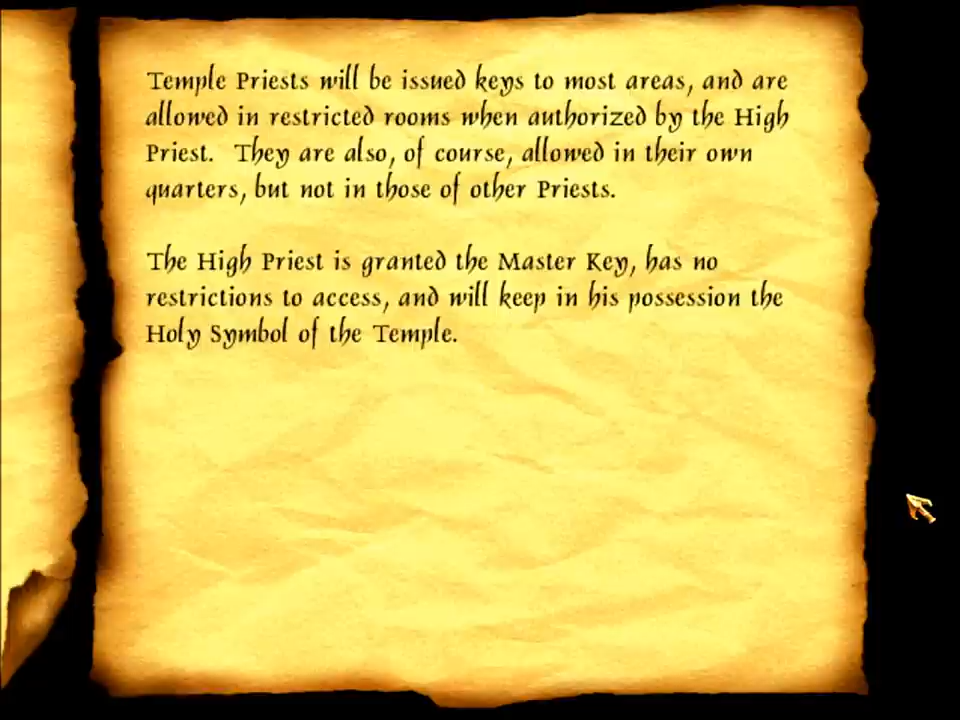 Temple Priests will be issued keys to most areas, and are
allowed in restricted rooms when authorized by the High
Priest.  They are also, of course, allowed in their own
quarters, but not in those of other Priests.
The High Priest is granted the Master Key, has no
restrictions to access, and will keep in his possession the
Holy Symbol of the Temple.